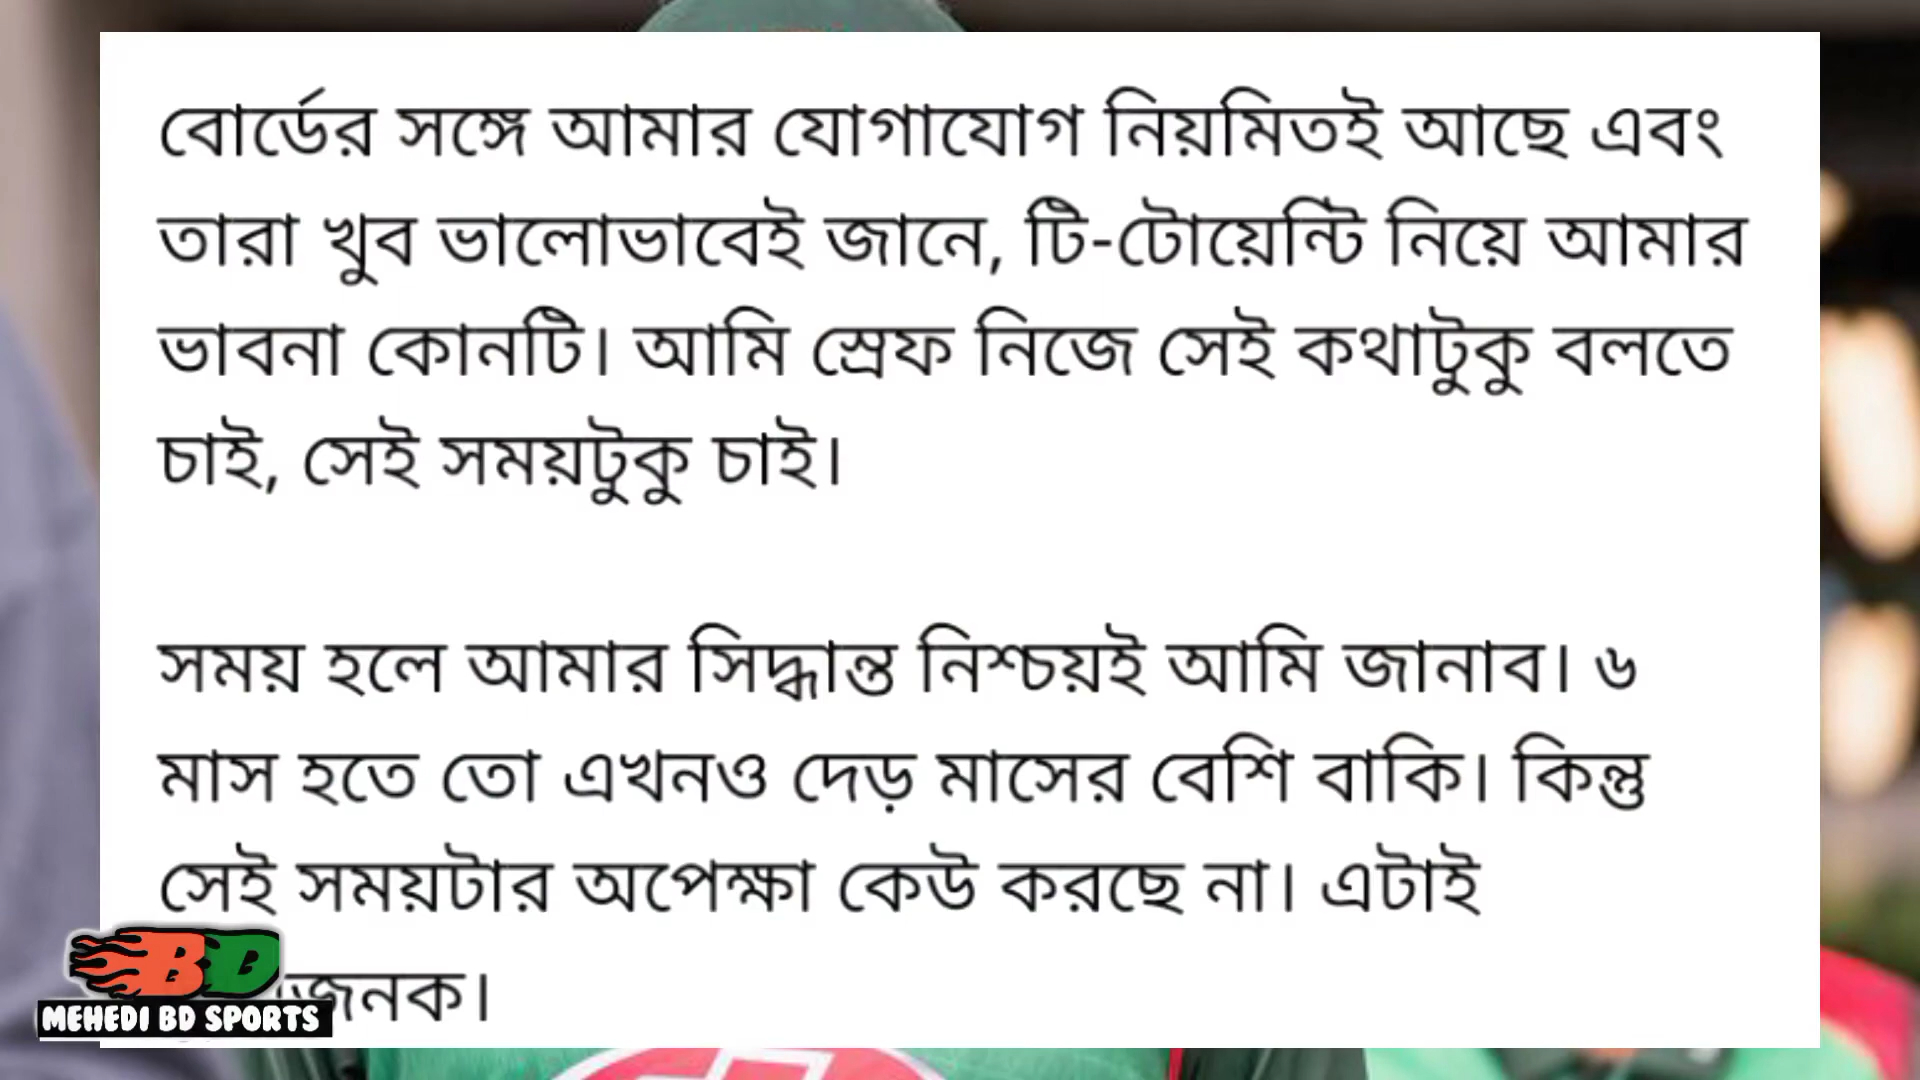 বোর্ডের সঙ্গে আমার যোগাযোগ নিয়মিতই আছে এবং
তারা খুব ভালোভাবেই জানে, টি-টোয়েন্টি নিয়ে আমার
ভাবনা কোনটি। আমি স্রেফ নিজে সেই কথাটুকু বলতে
চাই, সেই সময়টুকু চাই।
সময় হলে আমার সিদ্ধান্ত নিশ্চয়ই আমি জানাব। ৬
মাস হতে তো এখনও দেড় মাসের বেশি বাকি। কিন্তু
সেই সময়টার অপেক্ষা কেউ করছে না। এটাই
BD
MEHEDI BD SPORTS